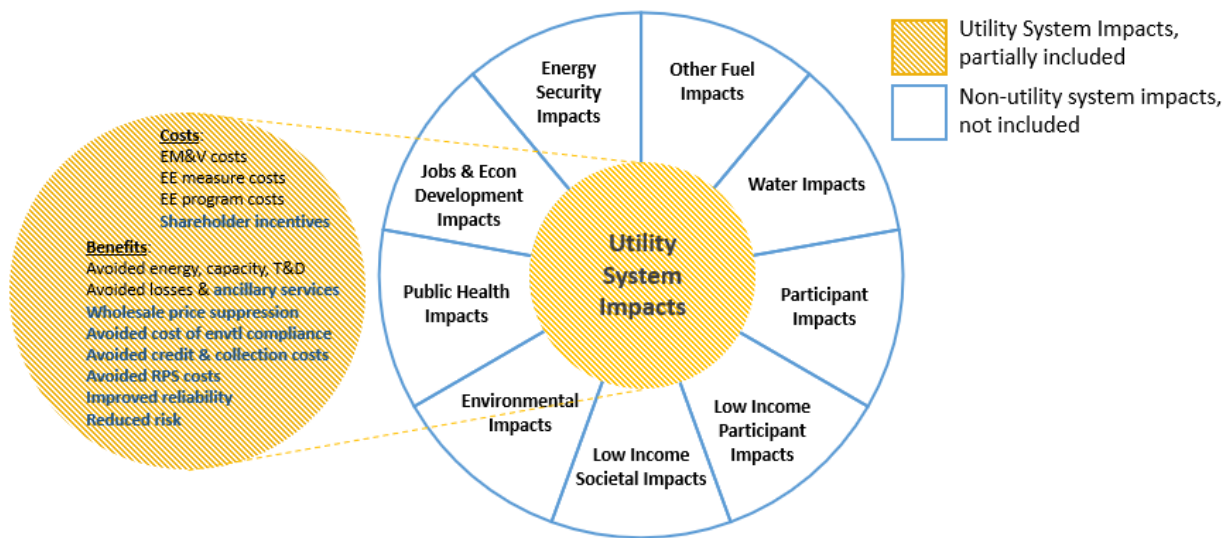 Utility System Impacts,
partially included
Non-utility system impacts,
not included
Costs:
EM&V costs
EE measure costs
EE program costs
Shareholder incentives
Benefits:
Avoided energy, capacity, T&D
Avoided losses & ancillary services
Wholesale price suppression
Avoided cost of envtl compliance
Avoided credit & collection costs
Avoided RPS costs
Improved reliability
Reduced risk
Utility
System
Impacts
Other Fuel
Impacts
Water Impacts
Participant
Impacts
Low Income
Participant
Impacts
Low Income
Societal Impacts
Environmental
Impacts
Public Health
Impacts
Jobs & Econ
Development
Impacts
Energy
Security
Impacts